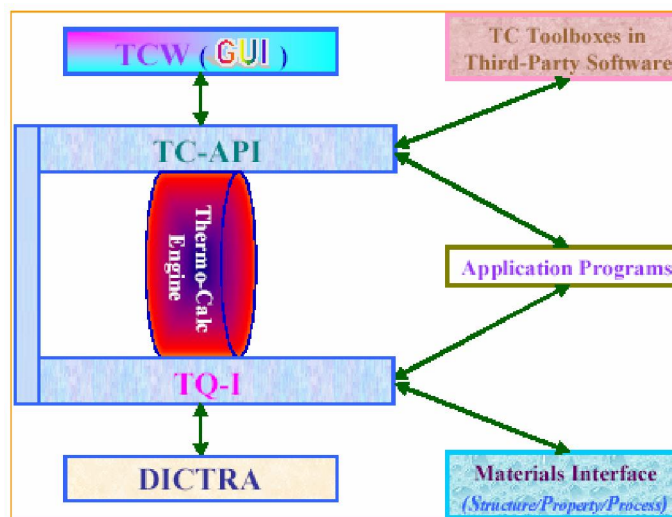 TCW ( GUI )
TC Toolboxes in
Third-Party Software
TC-API
Thermo-Calc
Engine
Application Programs
TQ-I
DICTRA
Materials Interface
(Structure/Property/Process)